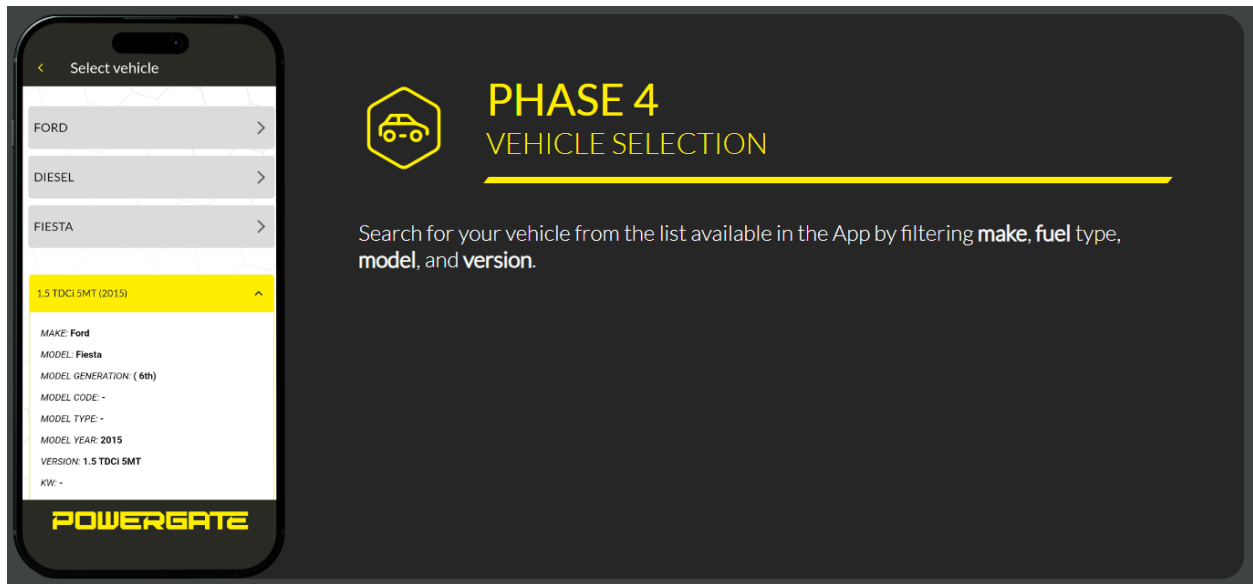 Select vehicle
FORD
DIESEL
FIESTA
1.5 TDCi 5MT (2015)
MAKE: Ford
MODEL: Fiesta
MODEL GENERATION: ( 6th)
MODEL CODE: -
MODEL TYPE: -
MODEL YEAR: 2015
VERSION: 1.5 TDCi 5MT
KW: -
POWERGATE
PHASE 4
VEHICLE SELECTION
Search for your vehicle from the list available in the App by filtering make, fuel type,
model, and version.